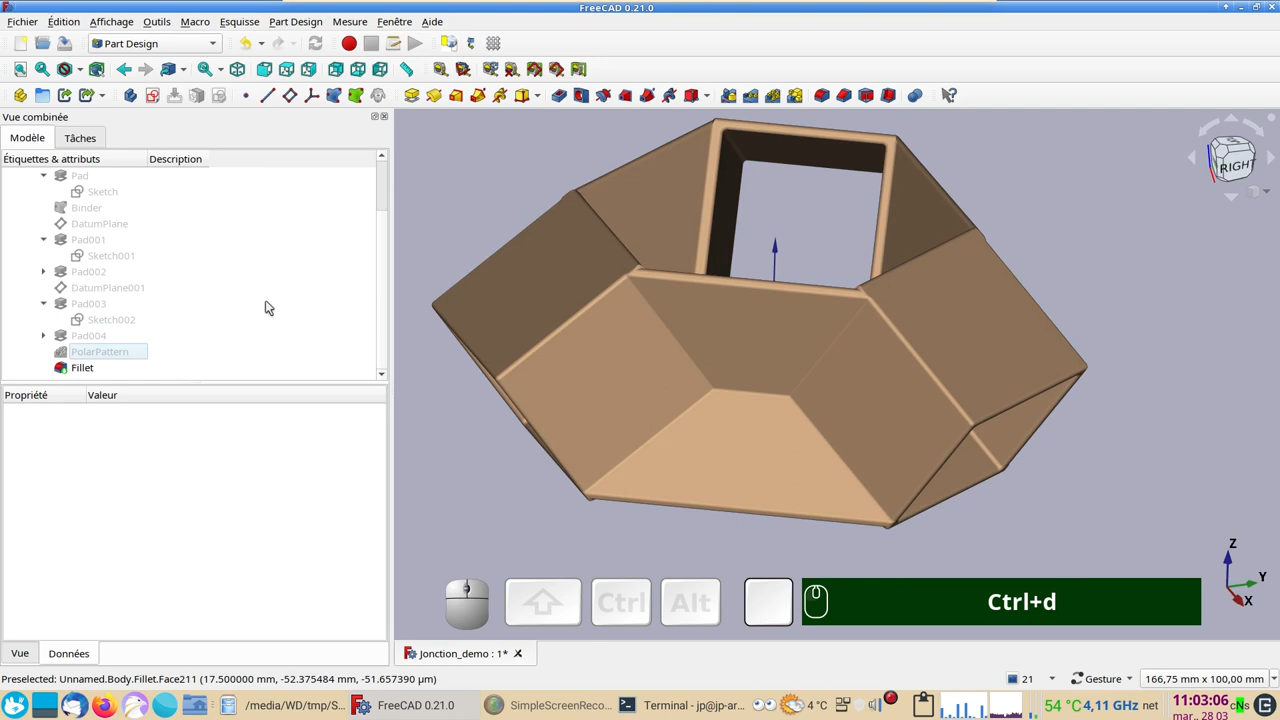 FreeCAD 0.21.0
Fichier Édition Affichage Outils Macro Esquisse Part Design Mesure Fenêtre Aide
Part Design
Vue combinée
Modèle Tâches
Étiquettes & attributs Description
Pad
Sketch
Binder
DatumPlane
Pad001
Sketch001
Pad002
DatumPlane001
Pad003
Sketch002
Pad004
PolarPattern
Fillet
Propriété Valeur
RIGHT
Z
Y
X
Ctrl Alt Ctrl+d
Vue Données
Jonction_demo : 1*
Preselected: Unnamed.Body.Fillet.Face211 (17.500000 mm, -52.375484 mm, -51.657390 µm)
21 Gesture 166,75 mm x 100,00 mm
/media/WD/tmp/S... FreeCAD 0.21.0 SimpleScreenReco... Terminal - jp@jp-ar... 4°C 54 °C 4,11 GHz net 11:03:06
mar.. 28 03